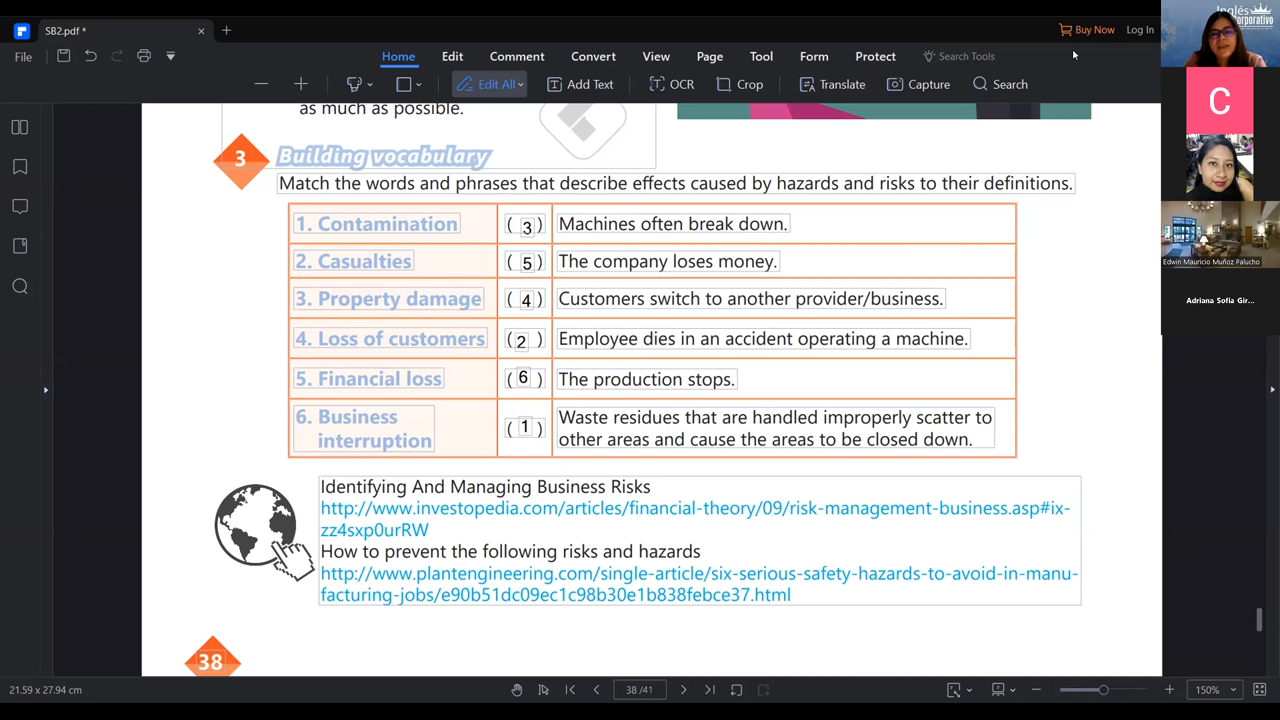 SB2.pdf *
Buy Now
Log In
Inglés
Corporativo
File
Home
Edit
Comment
Convert
View
Page
Tool
Form
Protect
Search Tools
Edit All
Add Text
OCR
Crop
Translate
Capture
Search
as much as possible.
3 Building vocabulary
Match the words and phrases that describe effects caused by hazards and risks to their definitions.
1. Contamination ( 3 ) Machines often break down.
2. Casualties ( 5 ) The company loses money.
3. Property damage ( 4 ) Customers switch to another provider/business.
4. Loss of customers ( 2 ) Employee dies in an accident operating a machine.
5. Financial loss ( 6 ) The production stops.
6. Business
interruption
( 1 )
Waste residues that are handled improperly scatter to
other areas and cause the areas to be closed down.
Identifying And Managing Business Risks
http://www.investopedia.com/articles/financial-theory/09/risk-management-business.asp#ix-
zz4sxp0urRW
How to prevent the following risks and hazards
http://www.plantengineering.com/single-article/six-serious-safety-hazards-to-avoid-in-manu-
facturing-jobs/e90b51dc09ec1c98b30e1b838febce37.html
38
C
Edwin Mauricio Muñoz Palucho
Adriana Sofia Gir...
21.59 x 27.94 cm
38 /41
150%